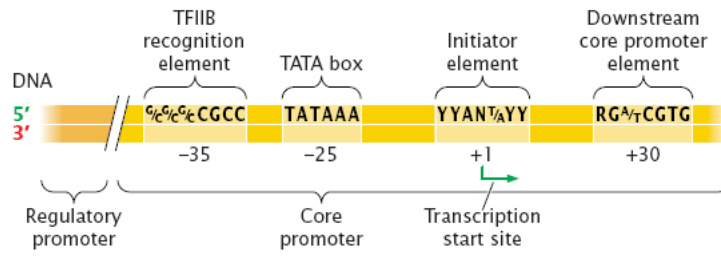 TFIIB
recognition
element
TATA box
Initiator
element
Downstream
core promoter
element
DNA
5′
3′
G/CG/CG/CCGCC
TATAAA
YYANT/AYY
RGA/TCGTG
–35
–25
+1
+30
Regulatory
promoter
Core
promoter
Transcription
start site